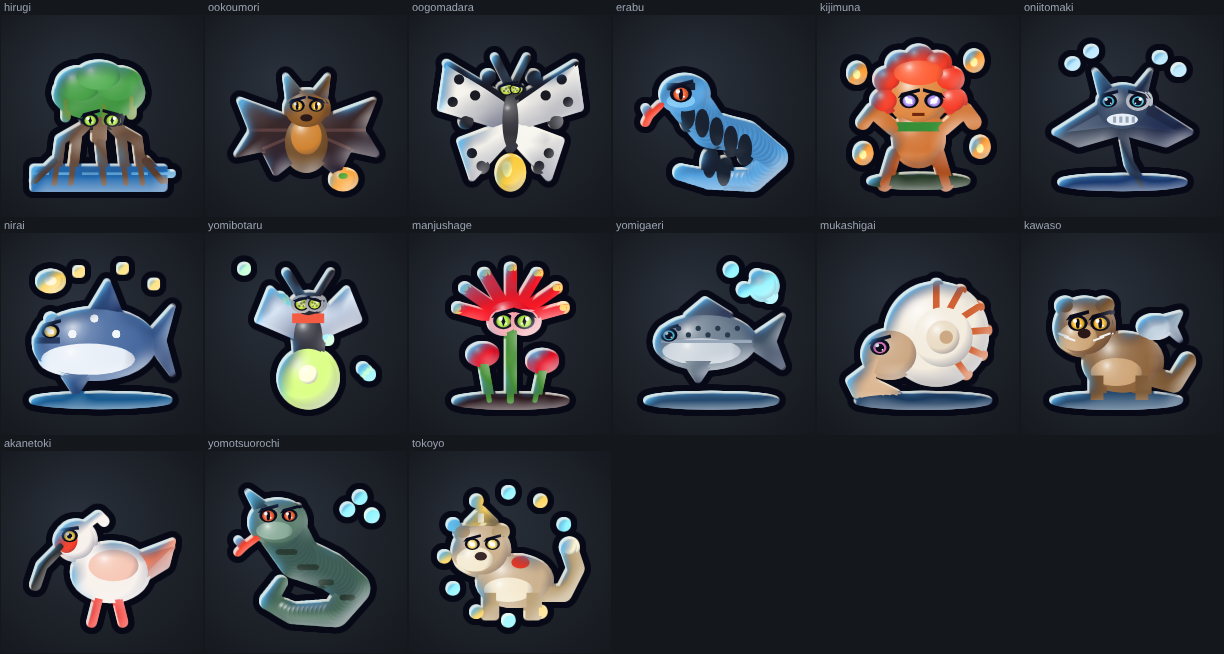 hirugi
ookoumori
oogomadara
erabu
kijimuna
oniitomaki
nirai
yomibotaru
manjushage
yomigaeri
mukashigai
kawaso
akanetoki
yomotsuorochi
tokoyo